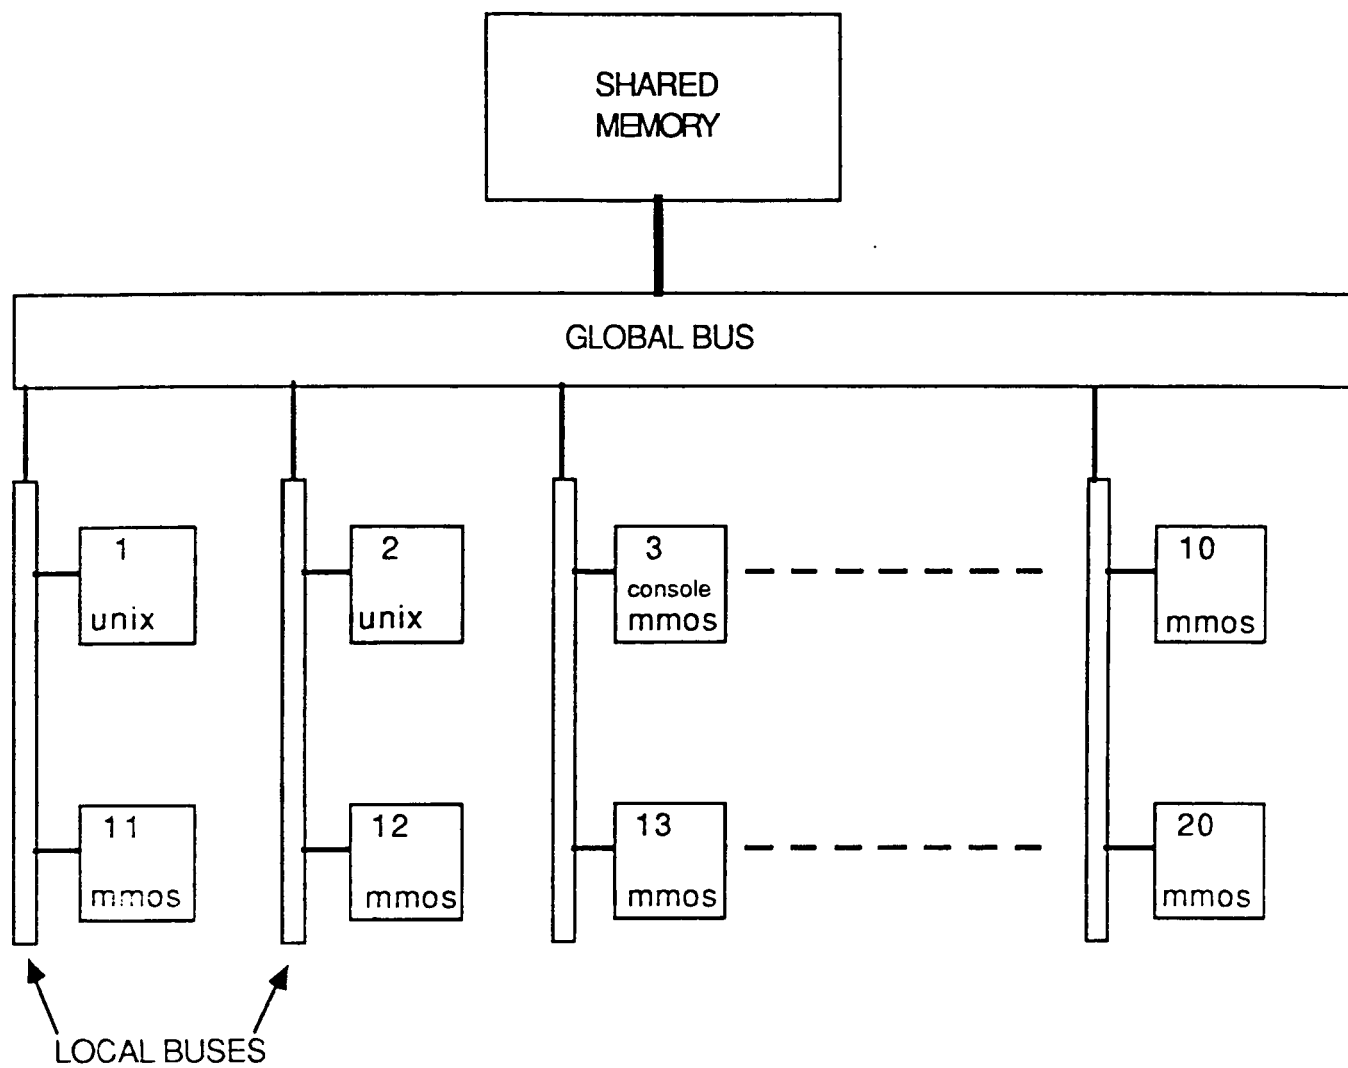 SHARED
MEMORY
GLOBAL BUS
1
unix
2
unix
3
console
mmos
10
mmos
11
mmos
12
mmos
13
mmos
20
mmos
LOCAL BUSES